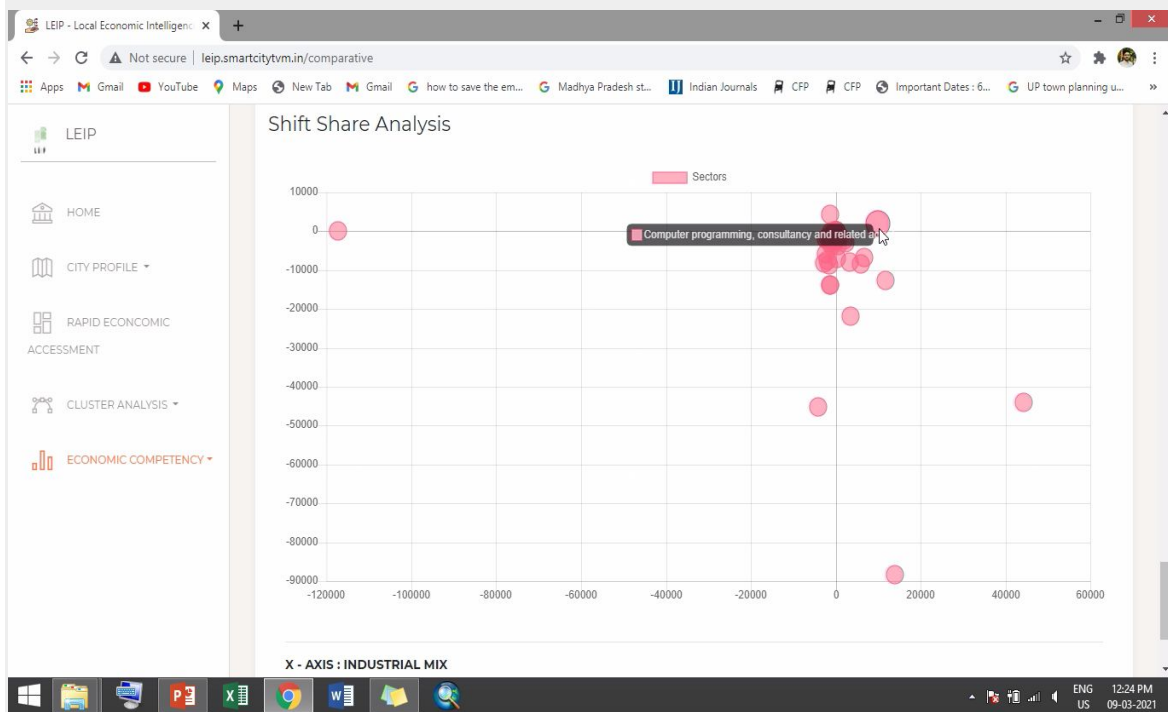 LEIP - Local Economic Intelligenc
Not secure | leip.smartcitytvm.in/comparative
Apps Gmail YouTube Maps New Tab Gmail how to save the em... Madhya Pradesh st... Indian Journals CFP CFP Important Dates : 6... UP town planning u... »
LEIP
HOME
CITY PROFILE
RAPID ECONCOMIC
ACCESSMENT
CLUSTER ANALYSIS
ECONOMIC COMPETENCY
Shift Share Analysis
Sectors
10000
0
Computer programming, consultancy and related a
-10000
-20000
-30000
-40000
-50000
-60000
-70000
-80000
-90000
-120000 -100000 -80000 -60000 -40000 -20000 0 20000 40000 60000
X - AXIS : INDUSTRIAL MIX
ENG 12:24 PM
US 09-03-2021